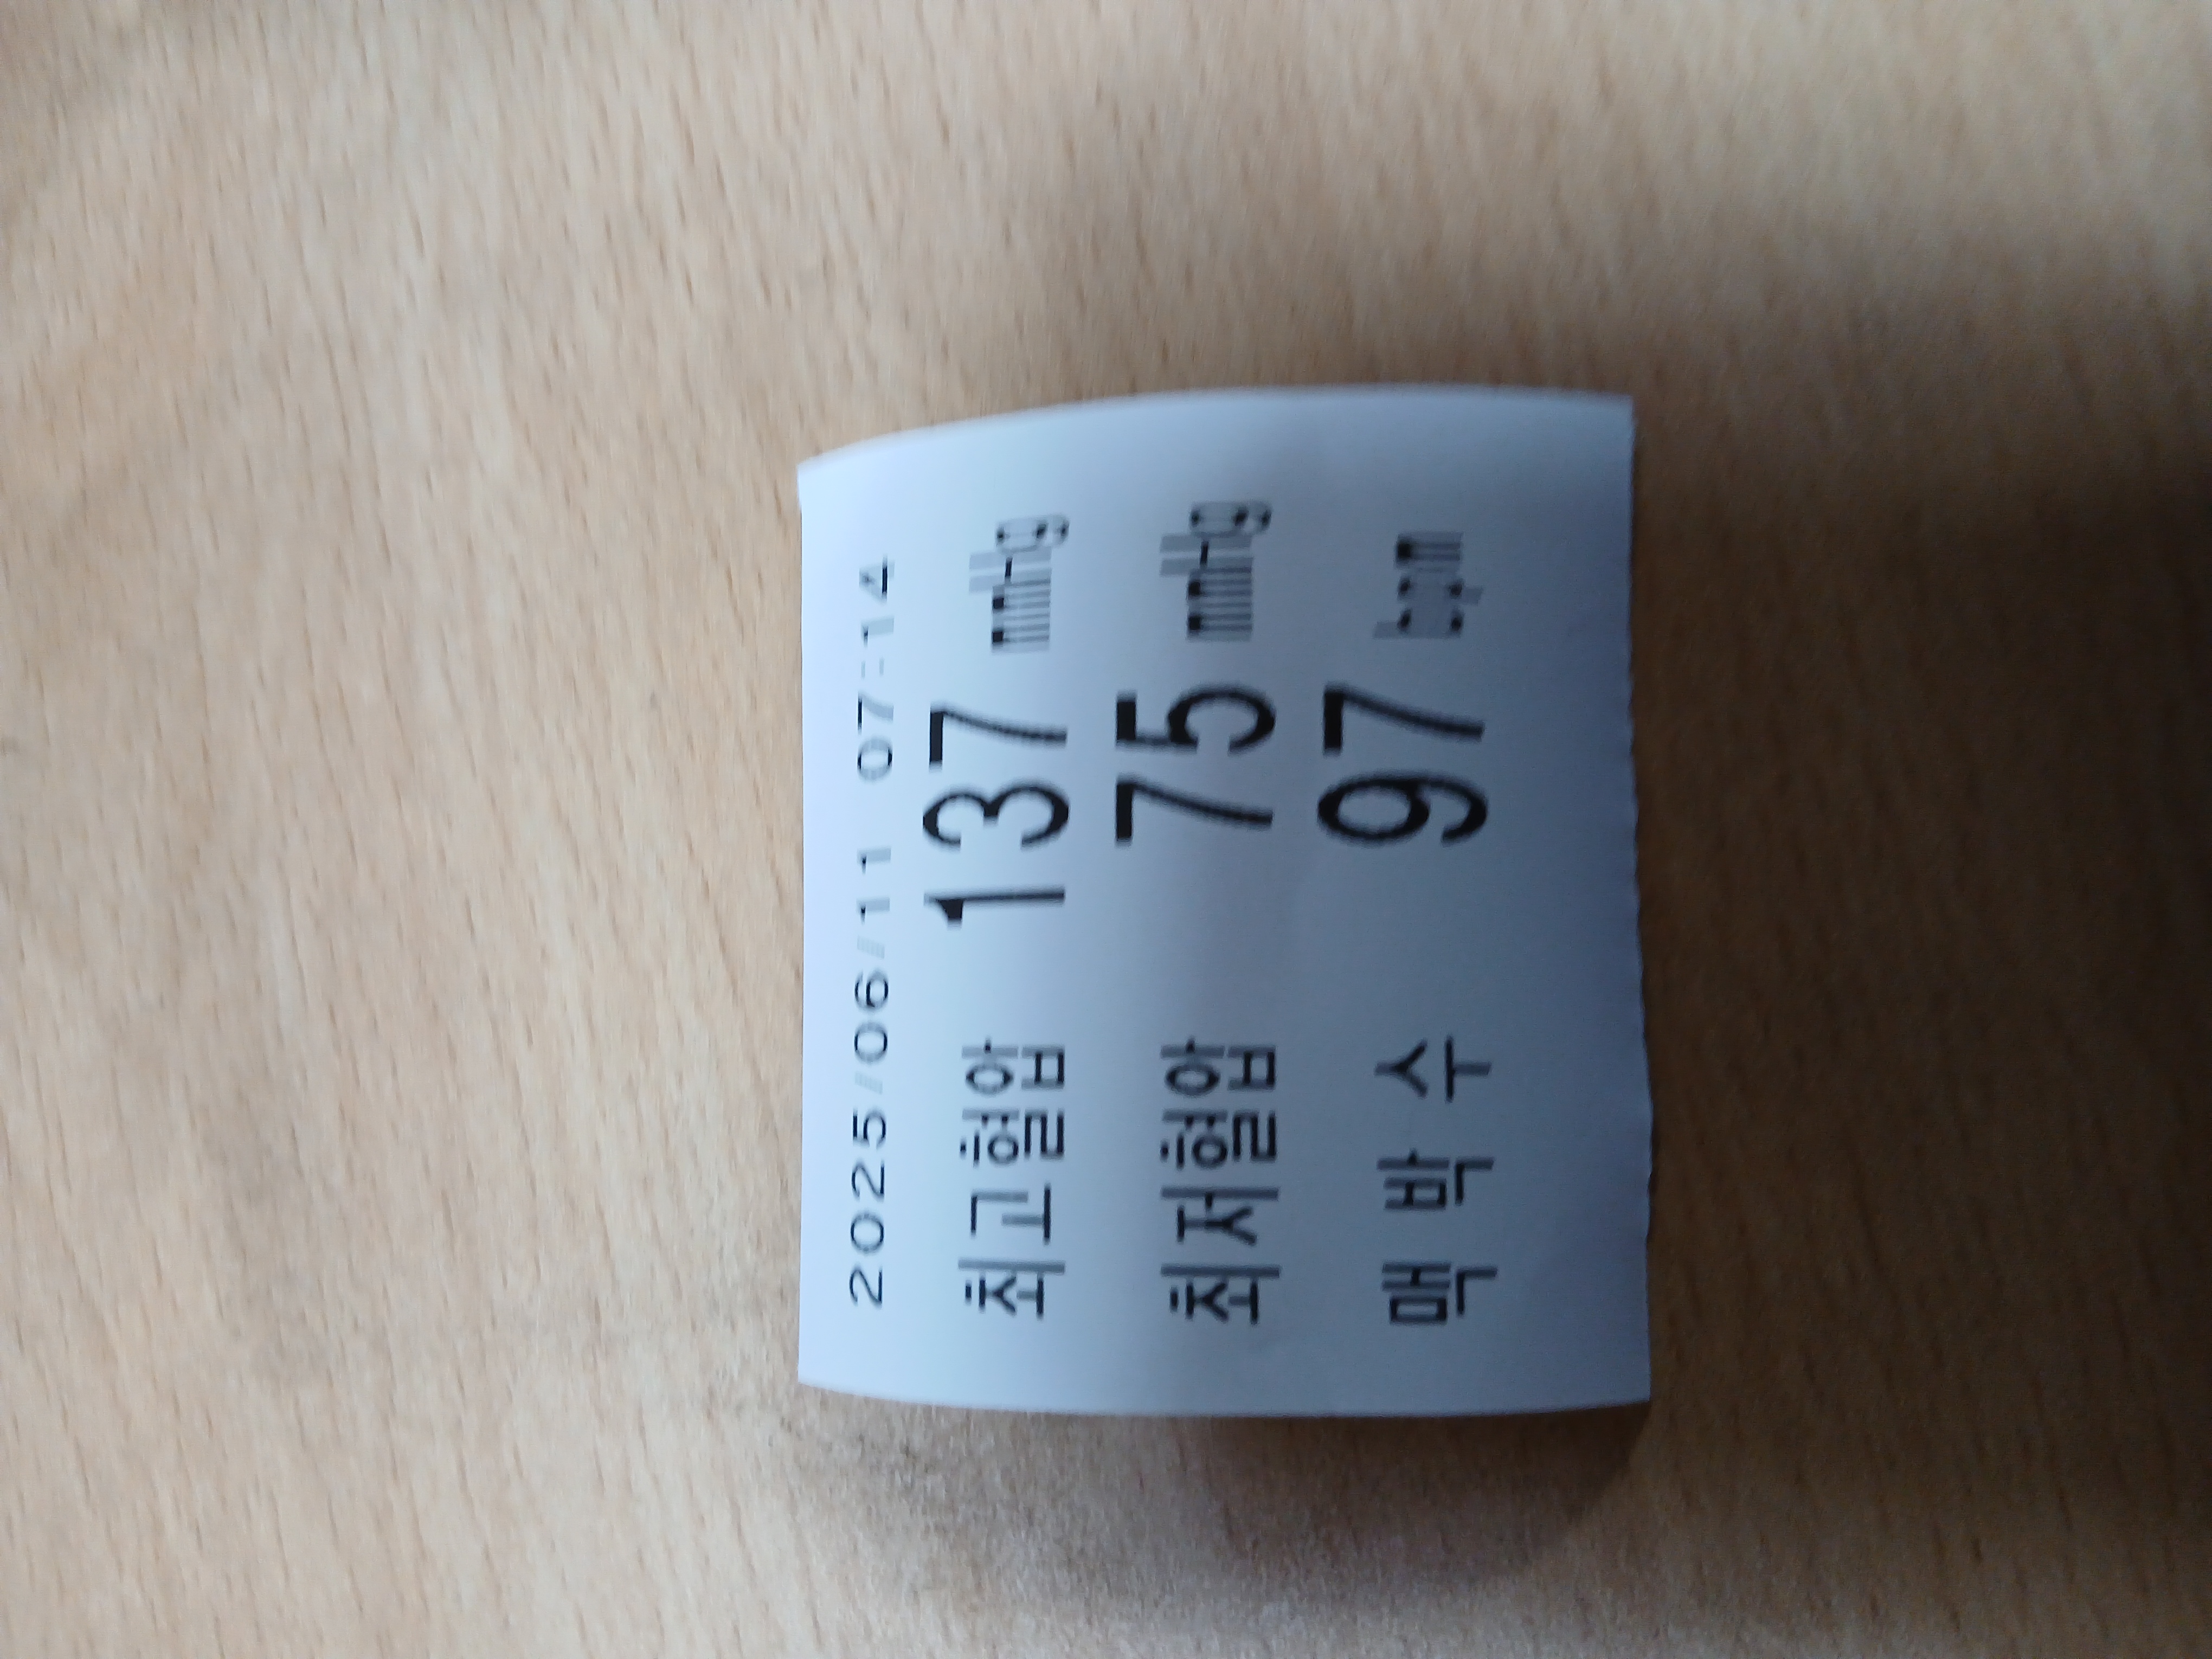 2025/06/11 07:14
최고혈압 137 mmHg
최저혈압 75 mmHg
맥 박 수 97 bpm